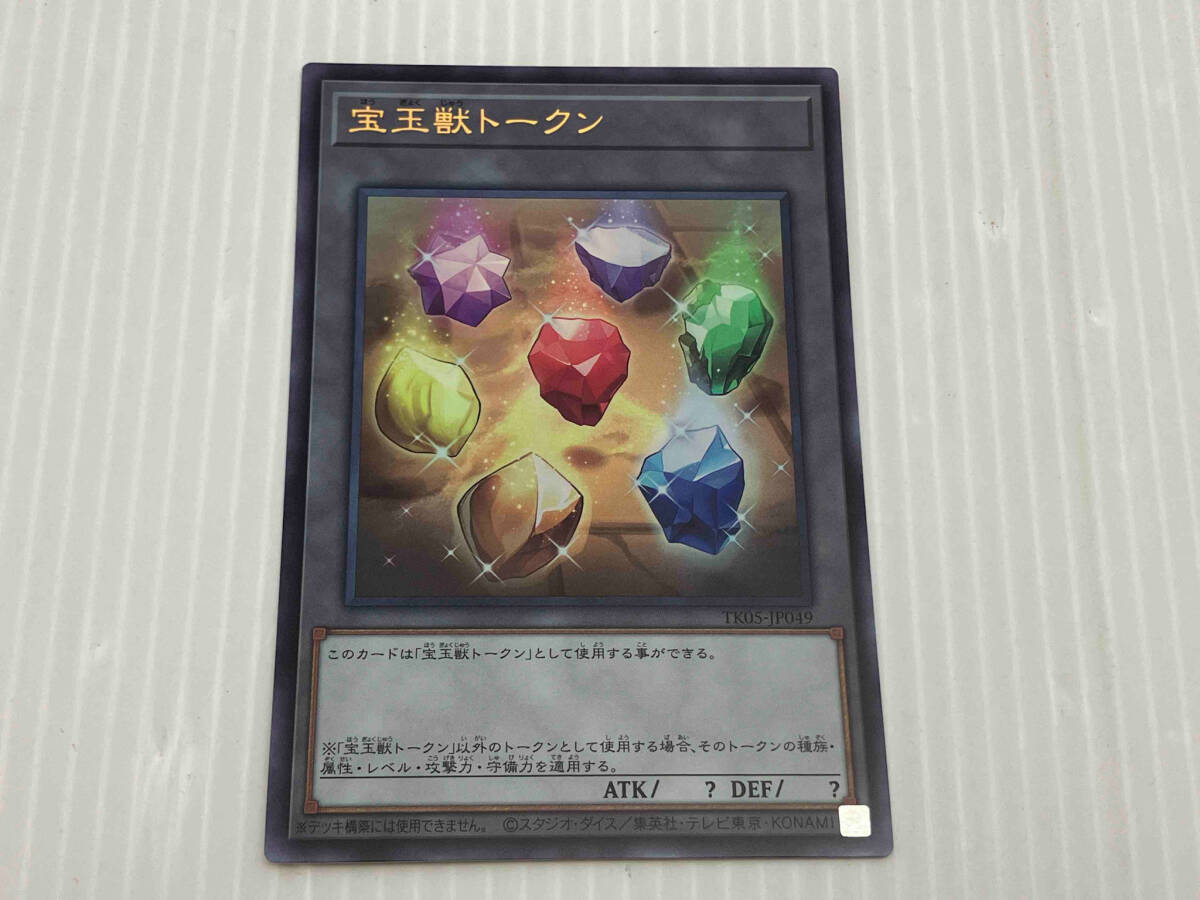 宝玉獣トークン
TK05-JP049
このカードは「宝玉獣トークン」として使用する事ができる。
※「宝玉獣トークン」以外のトークンとして使用する場合、そのトークンの種族・
属性・レベル・攻撃力・守備力を適用する。
ATK/ ? DEF/ ?
※デッキ構築には使用できません。 ©スタジオ・ダイス/集英社・テレビ東京・KONAMI